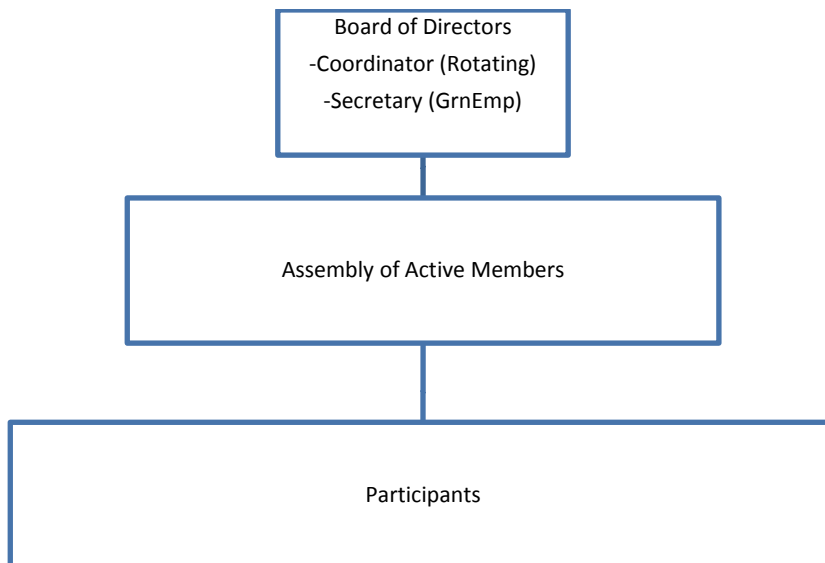 Board of Directors
-Coordinator (Rotating)
-Secretary (GrnEmp)
Assembly of Active Members
Participants